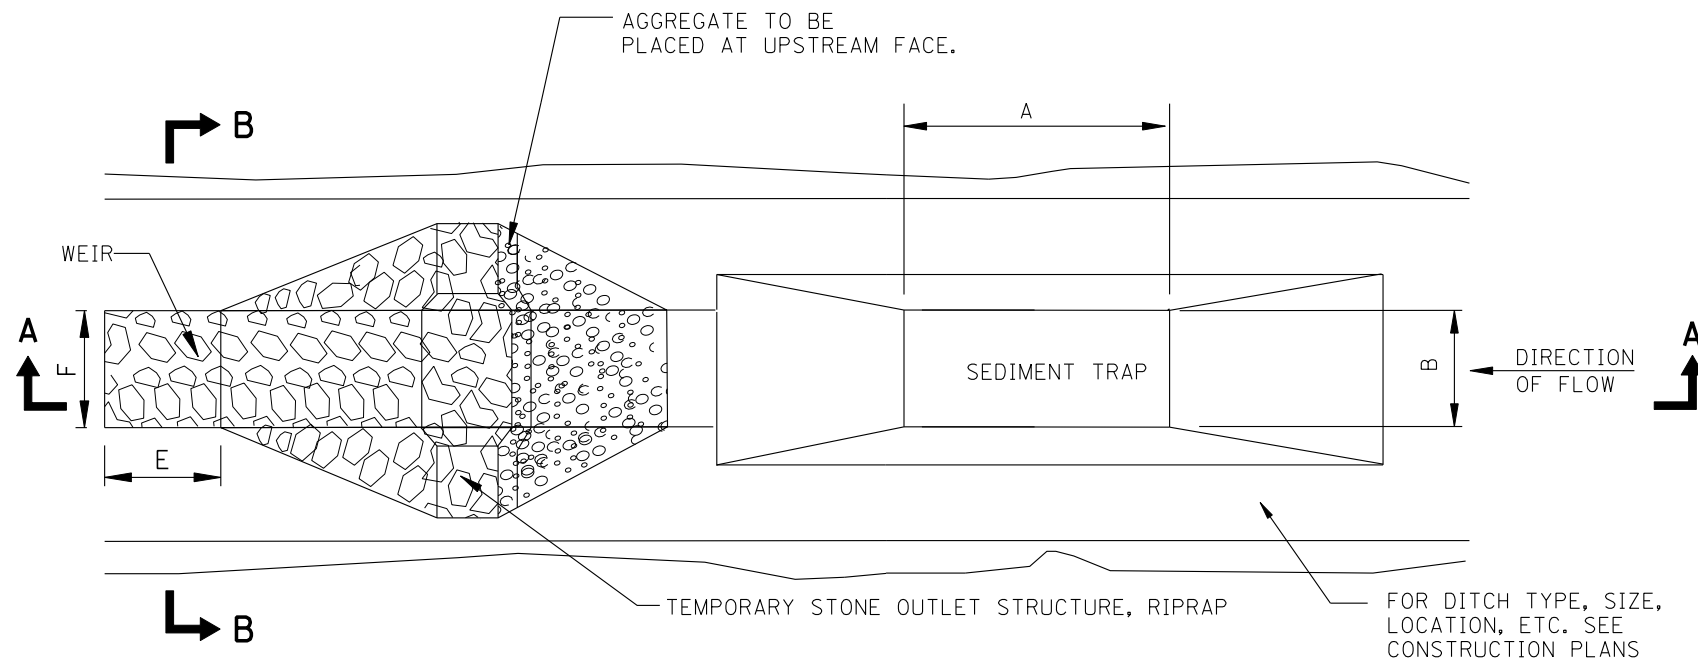 AGGREGATE TO BE
PLACED AT UPSTREAM FACE.
B
A
WEIR
A
F
SEDIMENT TRAP
B
DIRECTION
OF FLOW
A
E
TEMPORARY STONE OUTLET STRUCTURE, RIPRAP
B
FOR DITCH TYPE, SIZE,
LOCATION, ETC. SEE
CONSTRUCTION PLANS